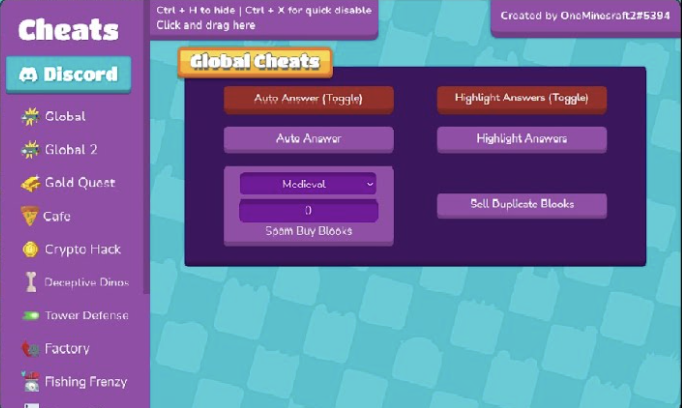 Cheats
Discord
Global
Global 2
Gold Quest
Cafe
Crypto Hack
Deceptive Dinos
Tower Defense
Factory
Fishing Frenzy
Ctrl + H to hide | Ctrl + X for quick disable
Click and drag here
Created by OneMinecraft2#5394
Global Cheats
Auto Answer (Toggle)
Highlight Answers (Toggle)
Auto Answer
Highlight Answers
Medieval
0
Spam Buy Blooks
Sell Duplicate Blooks